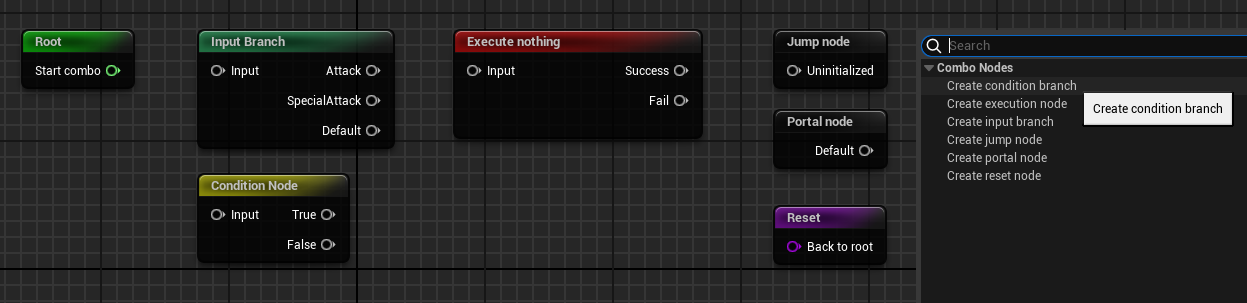 Root
Start combo
Input Branch
Input Attack
SpecialAttack
Default
Condition Node
Input True
False
Execute nothing
Input Success
Fail
Jump node
Uninitialized
Portal node
Default
Reset
Back to root
Search
Combo Nodes
Create condition branch
Create execution node
Create input branch
Create jump node
Create portal node
Create reset node
Create condition branch